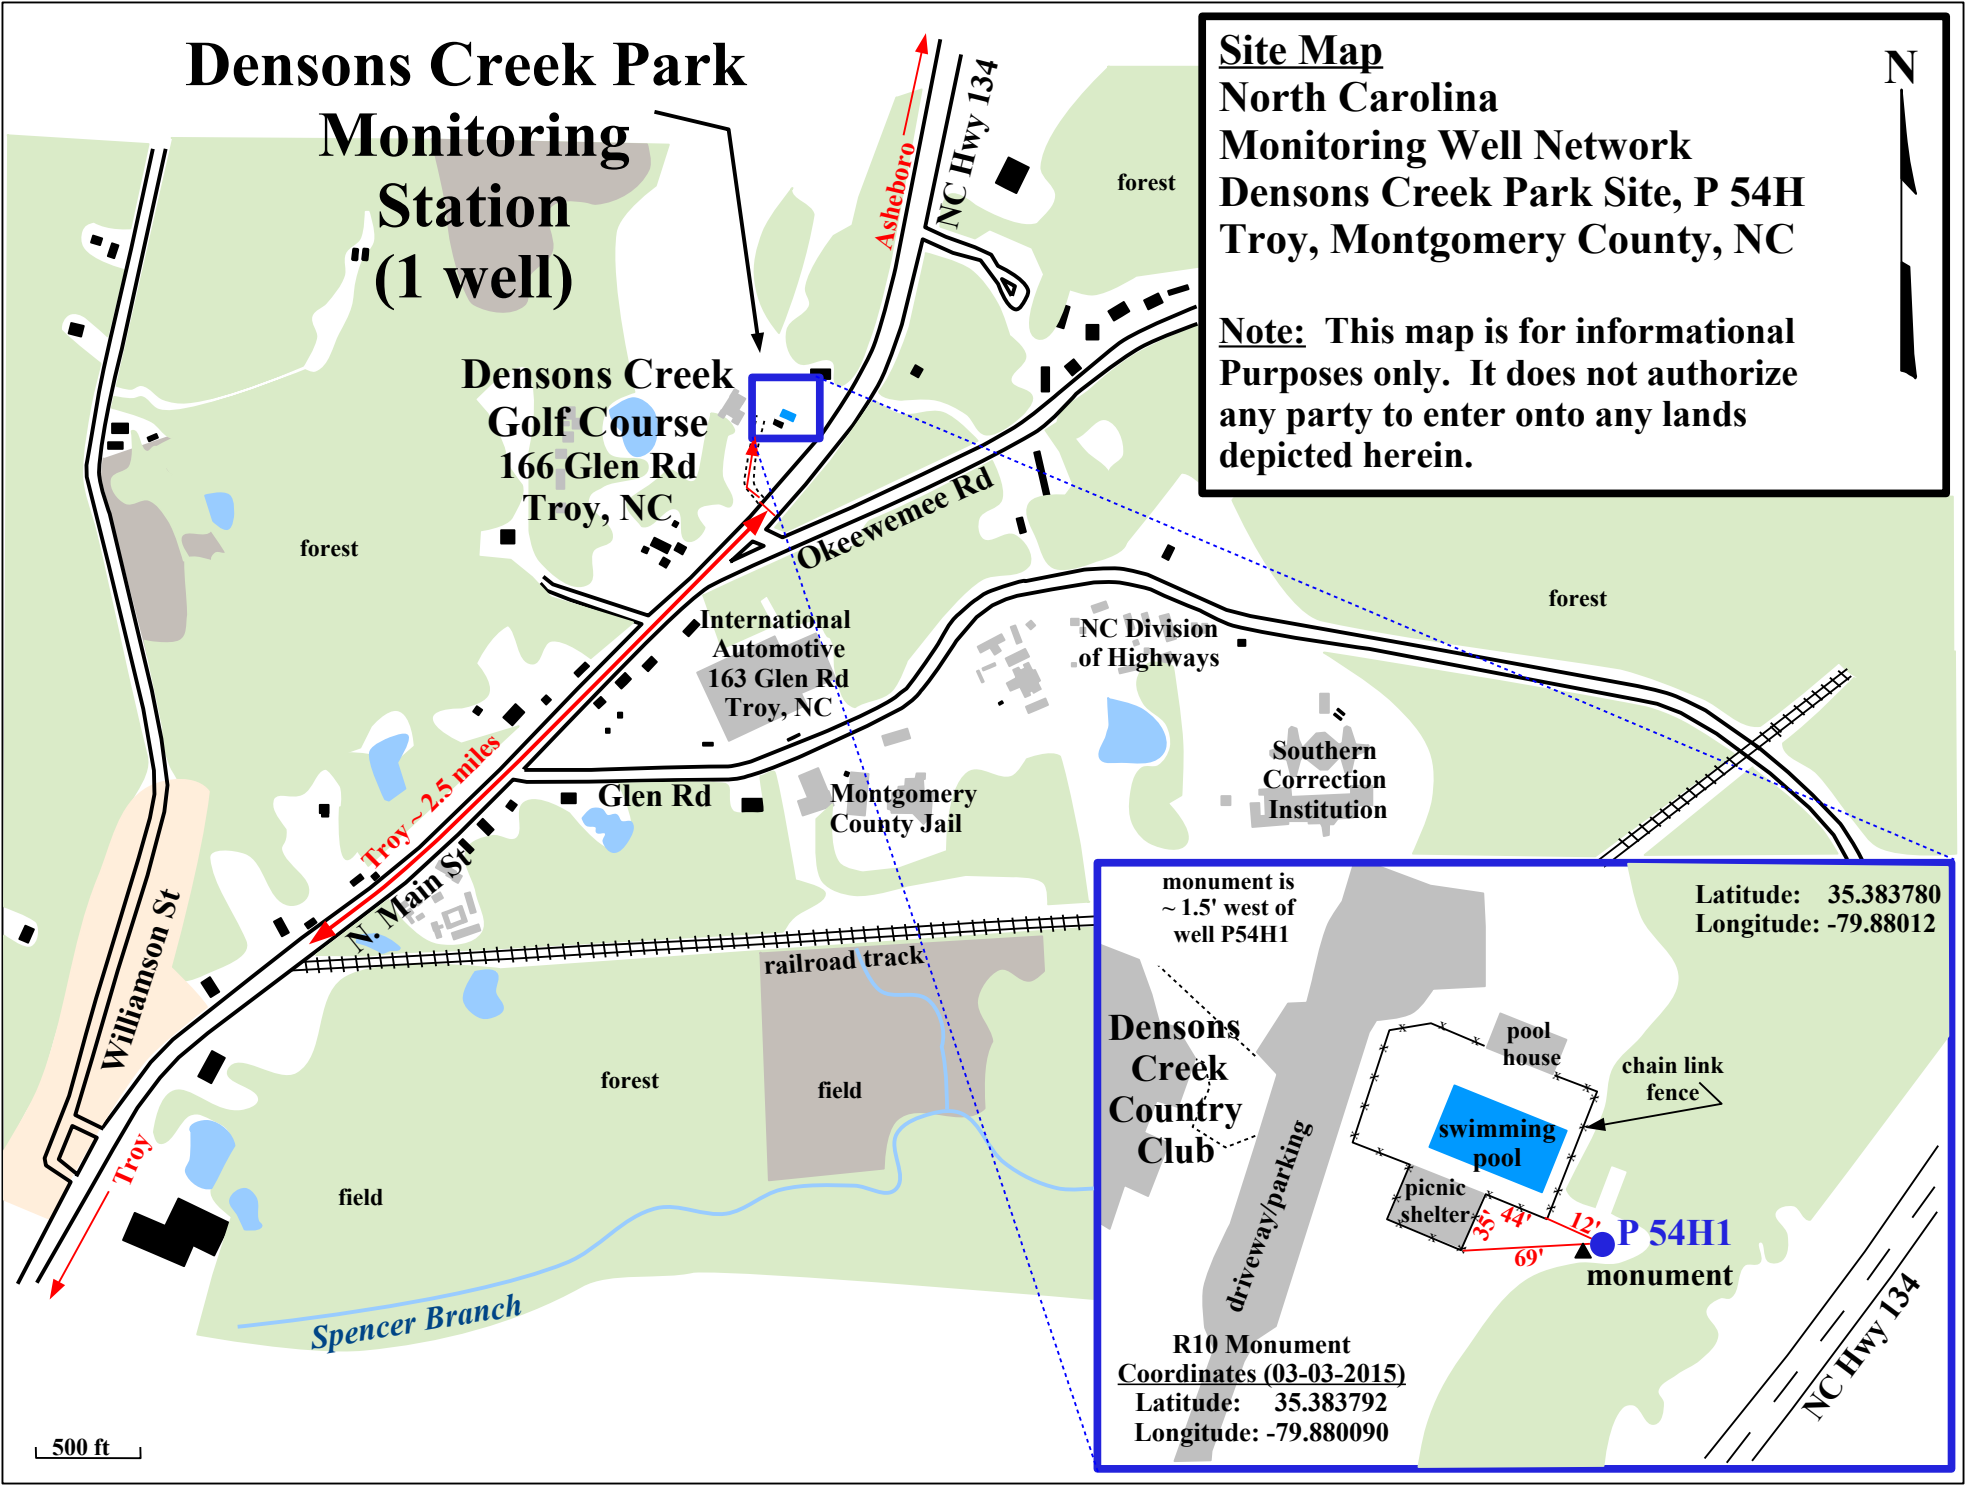 Densons Creek Park
Monitoring
Station
(1 well)
Site Map
North Carolina
Monitoring Well Network
Densons Creek Park Site, P 54H
Troy, Montgomery County, NC
N
Note: This map is for informational
Purposes only. It does not authorize
any party to enter onto any lands
depicted herein.
Asheboro
NC Hwy 134
forest
Densons Creek
Golf Course
166 Glen Rd
Troy, NC
Okeewemee Rd
forest
forest
International
Automotive
163 Glen Rd
Troy, NC
NC Division
of Highways
Southern
Correction
Institution
Troy ~ 2.5 miles
Glen Rd
Montgomery
County Jail
N. Main St
Williamson St
railroad track
forest
field
field
Troy
Spencer Branch
500 ft
monument is
~ 1.5' west of
well P54H1
Latitude: 35.383780
Longitude: -79.88012
Densons
Creek
Country
Club
pool
house
chain link
fence
swimming
pool
picnic
shelter
35'
44'
12'
69'
P 54H1
monument
driveway/parking
NC Hwy 134
R10 Monument
Coordinates (03-03-2015)
Latitude: 35.383792
Longitude: -79.880090